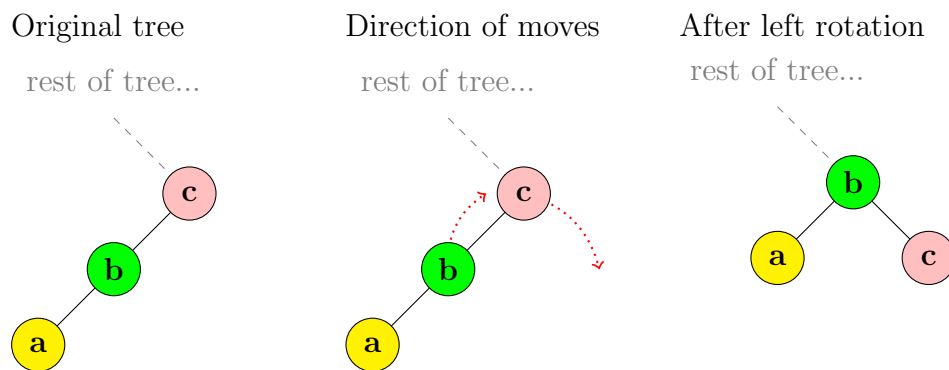 Original tree
rest of tree...
c
b
a
Direction of moves
rest of tree...
c
b
a
After left rotation
rest of tree...
b
a
c